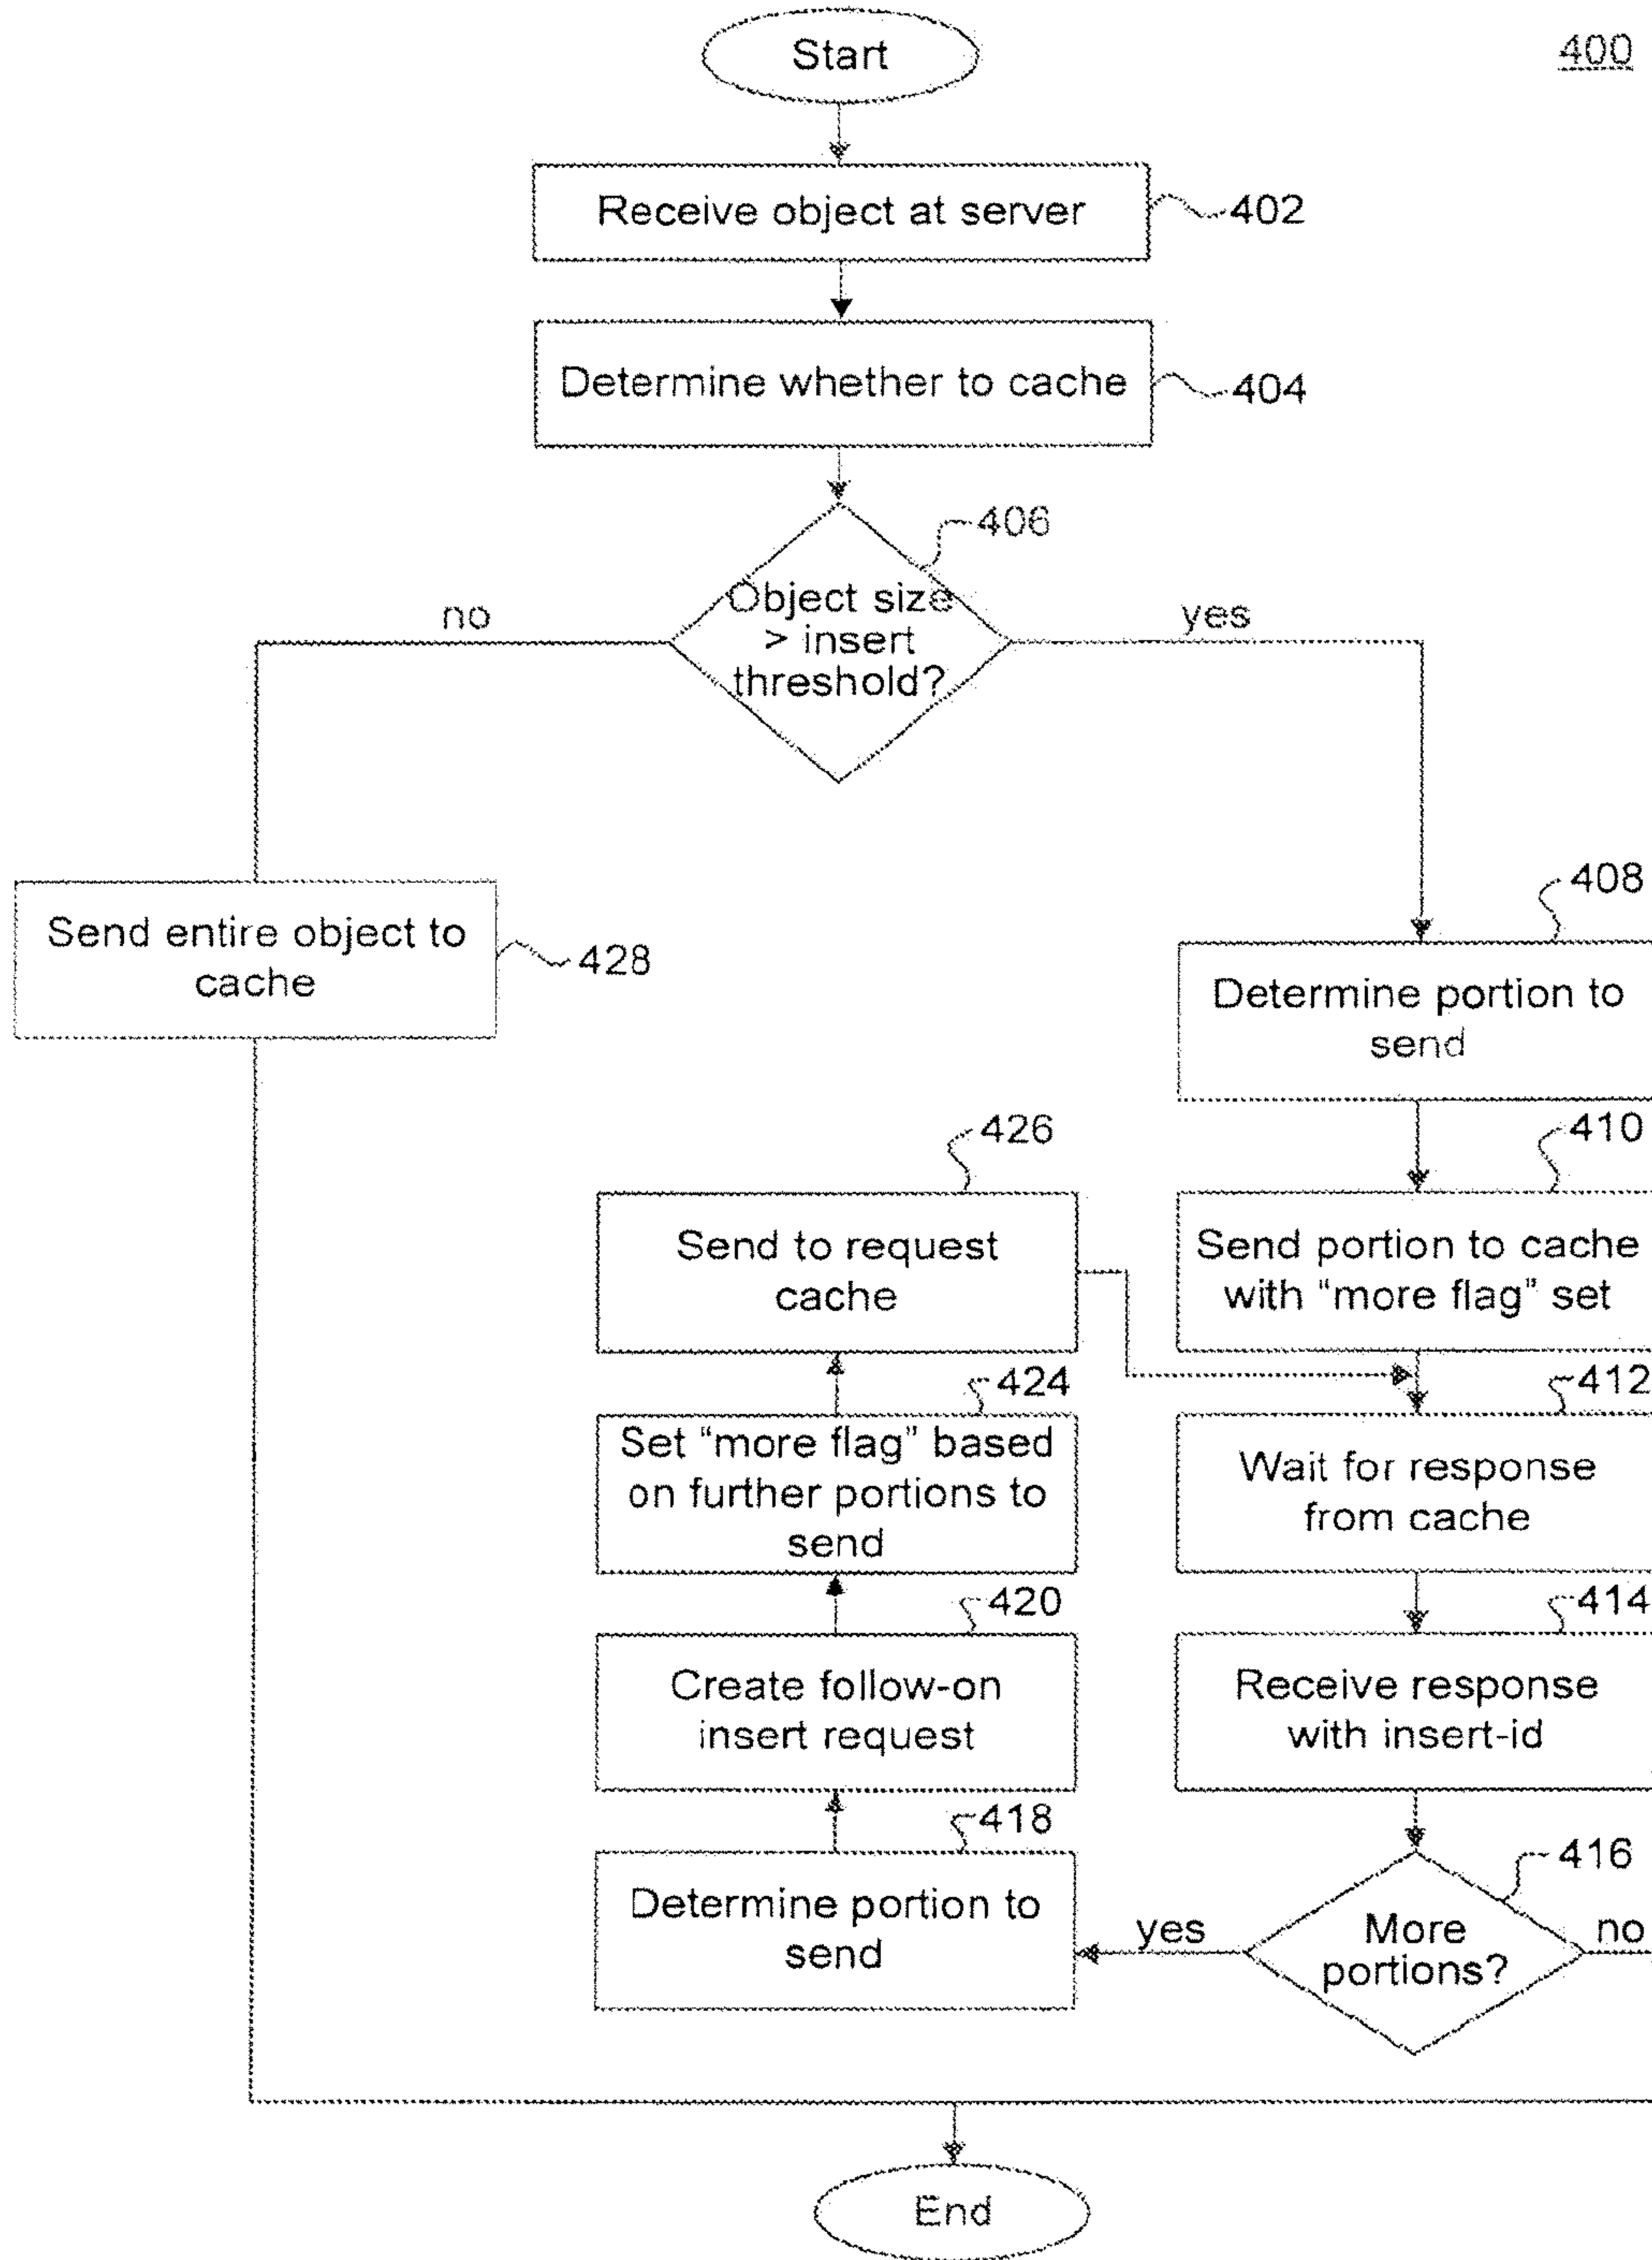 400
Start
Receive object at server
402
Determine whether to cache
404
406
Object size
> insert
threshold?
no
yes
408
Send entire object to
cache
428
Determine portion to
send
426
410
Send to request
cache
Send portion to cache
with “more flag” set
424
412
Set “more flag” based
on further portions to
send
Wait for response
from cache
420
414
Create follow-on
insert request
Receive response
with insert-id
418
416
Determine portion to
send
yes
More
portions?
no
End